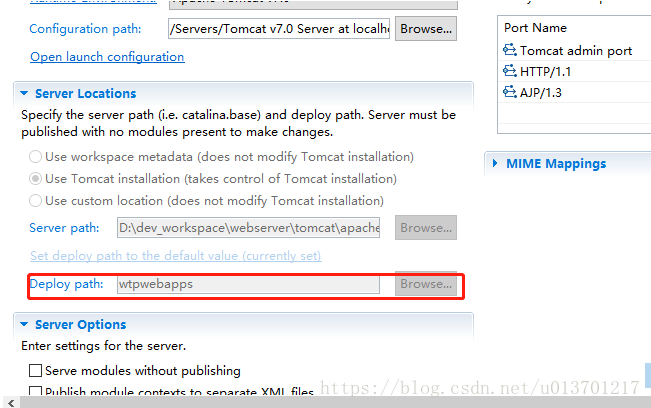 Configuration path: /Servers/Tomcat v7.0 Server at localh Browse...
Open launch configuration
Server Locations
Specify the server path (i.e. catalina.base) and deploy path. Server must be
published with no modules present to make changes.
Use workspace metadata (does not modify Tomcat installation)
Use Tomcat installation (takes control of Tomcat installation)
Use custom location (does not modify Tomcat installation)
Server path: D:\dev_workspace\webserver\tomcat\apache Browse...
Set deploy path to the default value (currently set)
Deploy path: wtpwebapps Browse...
Server Options
Enter settings for the server.
Serve modules without publishing
Publish module contexts to separate XML files
Port Name
Tomcat admin port
HTTP/1.1
AJP/1.3
MIME Mappings
https://blog.csdn.net/u013701217